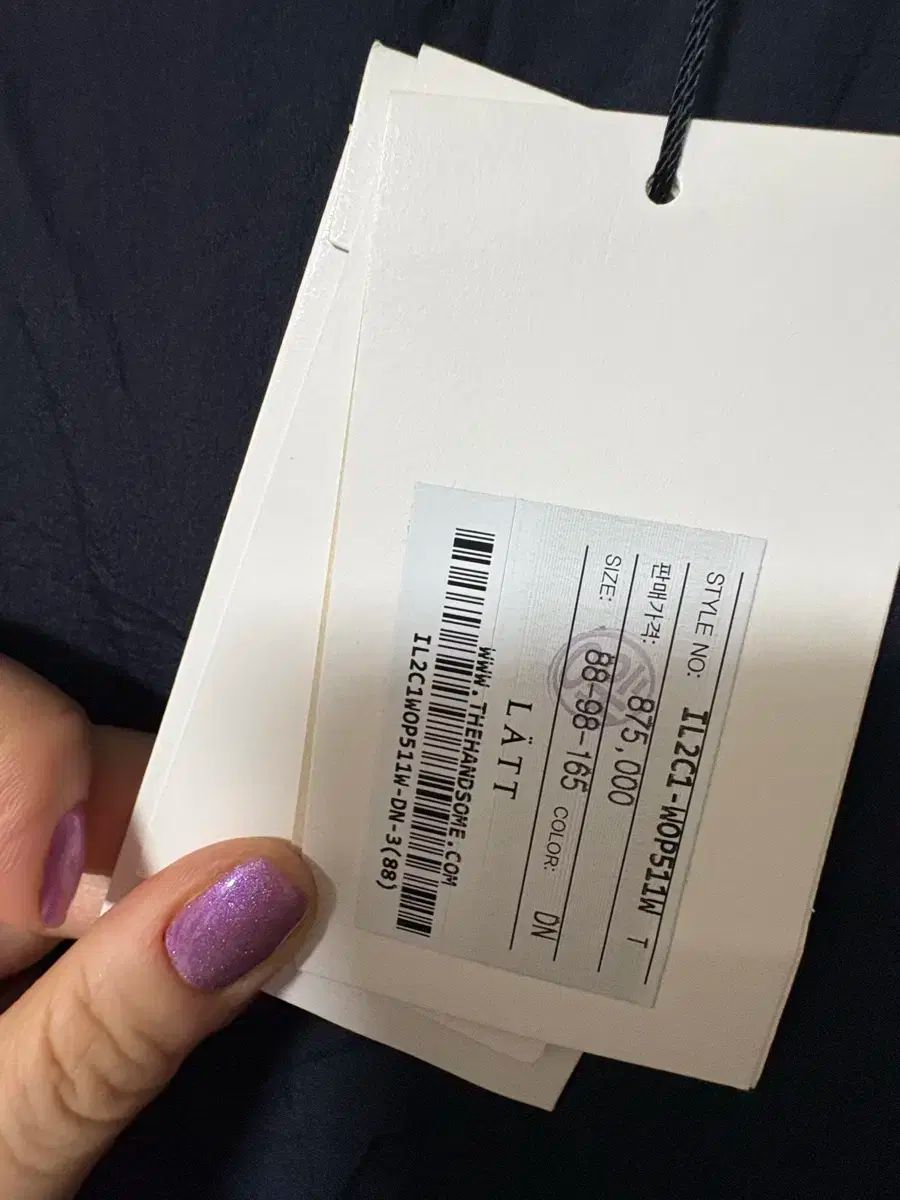 STYLE NO: IL2C1-WOP511W T
판매가격: 875,000
SIZE: 88-98-165 COLOR: DN
LÄTT
WWW.THEHANDSOME.COM
IL2C1WOP511W-DN-3(88)